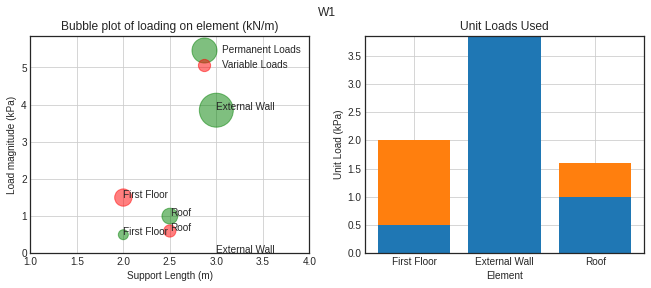 W1
Bubble plot of loading on element (kN/m)
Load magnitude (kPa)
5
4
3
2
1
0
Permanent Loads
Variable Loads
External Wall
First Floor
Roof
Roof
First Floor
External Wall
1.0 1.5 2.0 2.5 3.0 3.5 4.0
Support Length (m)
Unit Loads Used
Unit Load (kPa)
3.5
3.0
2.5
2.0
1.5
1.0
0.5
0.0
First Floor External Wall Roof
Element